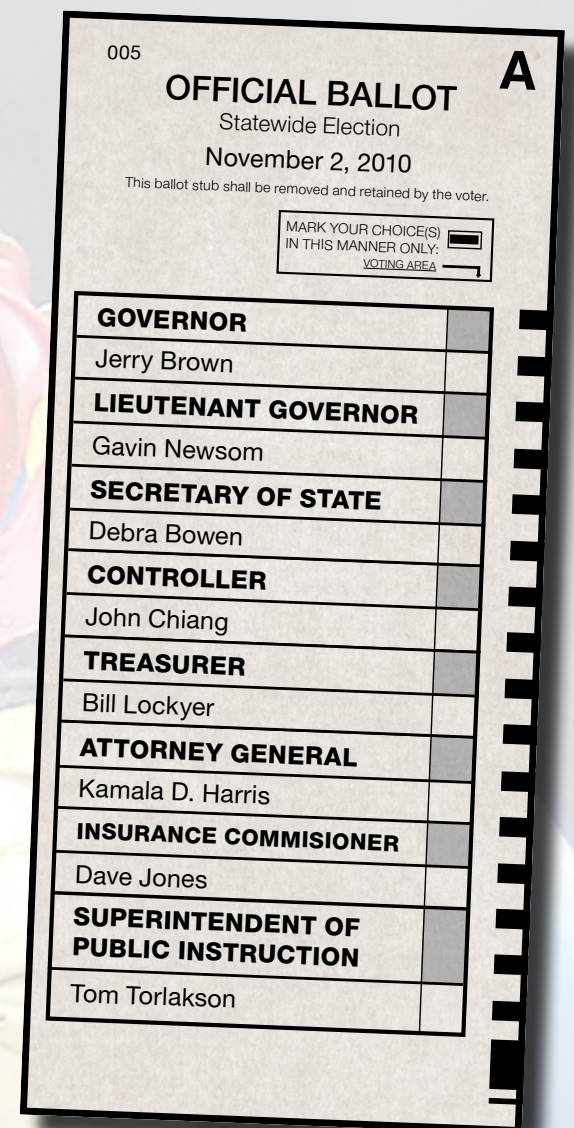 005
A
OFFICIAL BALLOT
Statewide Election
November 2, 2010
This ballot stub shall be removed and retained by the voter.
MARK YOUR CHOICE(S)
IN THIS MANNER ONLY:
VOTING AREA
GOVERNOR
Jerry Brown
LIEUTENANT GOVERNOR
Gavin Newsom
SECRETARY OF STATE
Debra Bowen
CONTROLLER
John Chiang
TREASURER
Bill Lockyer
ATTORNEY GENERAL
Kamala D. Harris
INSURANCE COMMISIONER
Dave Jones
SUPERINTENDENT OF
PUBLIC INSTRUCTION
Tom Torlakson